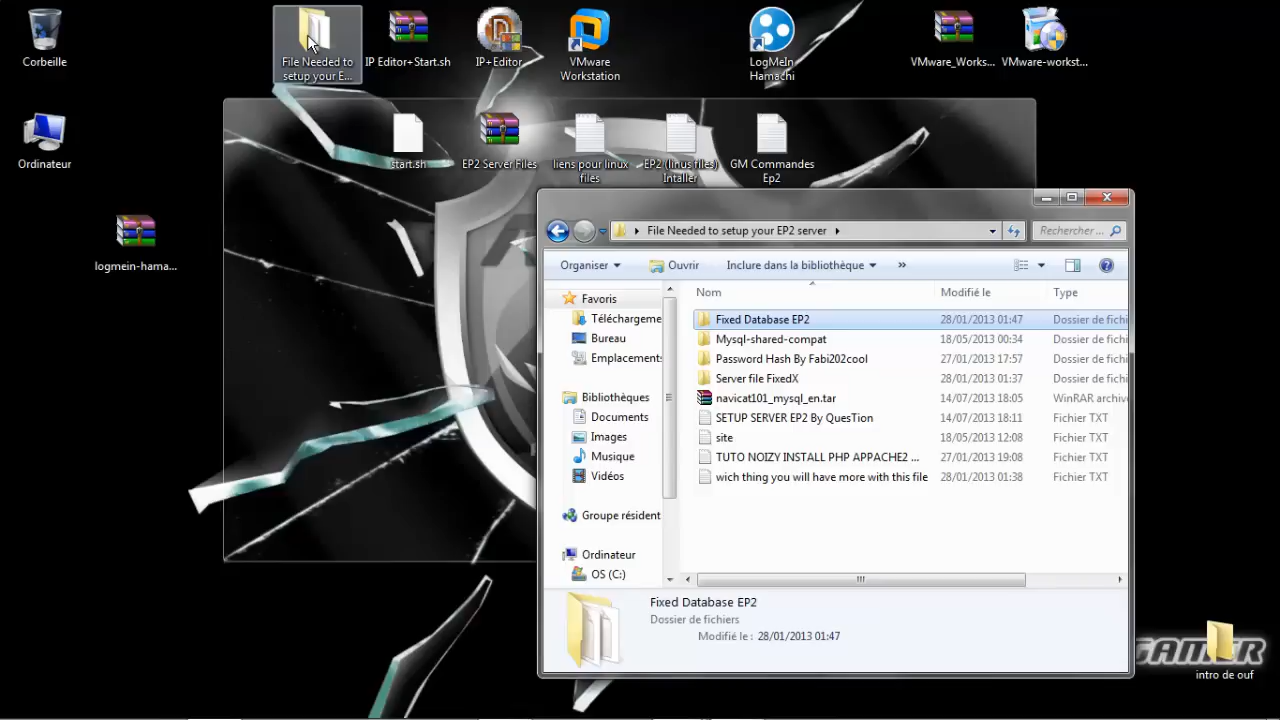 File Needed to
setup your E...
IP Editor+Start.sh
IP+Editor
VMware
Workstation
LogMeIn
Hamachi
VMware_Works...
VMware-workst...
Corbeille
Ordinateur
start.sh
EP2 Server Files
liens pour linux
files
EP2 (linus files)
Intaller
GM Commandes
Ep2
logmein-hama...
File Needed to setup your EP2 server
Rechercher ...
Organiser
Ouvrir
Inclure dans la bibliothèque
»
Nom
Modifié le
Type
Favoris
Téléchargeme
Bureau
Emplacements
Bibliothèques
Documents
Images
Musique
Vidéos
Groupe résident
Ordinateur
OS (C:)
Fixed Database EP2 28/01/2013 01:47 Dossier de fichi
Mysql-shared-compat 18/05/2013 00:34 Dossier de fichi
Password Hash By Fabi202cool 27/01/2013 17:57 Dossier de fichi
Server file FixedX 28/01/2013 01:37 Dossier de fichi
navicat101_mysql_en.tar 14/07/2013 18:05 WinRAR archive
SETUP SERVER EP2 By QuesTion 14/07/2013 18:11 Fichier TXT
site 18/05/2013 12:08 Fichier TXT
TUTO NOIZY INSTALL PHP APPACHE2 ... 27/01/2013 19:08 Fichier TXT
wich thing you will have more with this file 28/01/2013 01:38 Fichier TXT
Fixed Database EP2
Dossier de fichiers
Modifié le : 28/01/2013 01:47
GAMER
intro de ouf